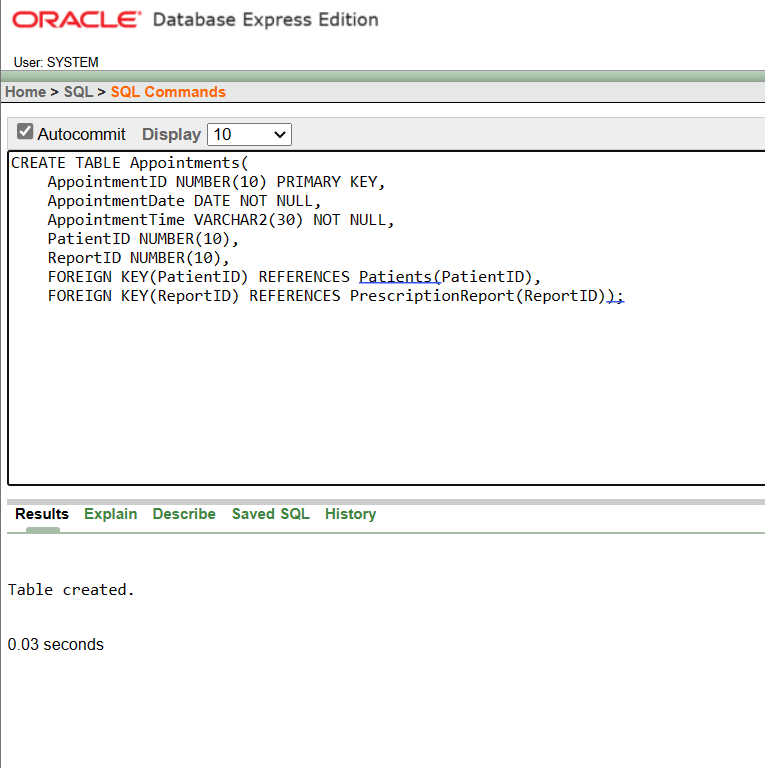 ORACLE Database Express Edition
User: SYSTEM
Home > SQL > SQL Commands
Autocommit Display 10
CREATE TABLE Appointments(
AppointmentID NUMBER(10) PRIMARY KEY,
AppointmentDate DATE NOT NULL,
AppointmentTime VARCHAR2(30) NOT NULL,
PatientID NUMBER(10),
ReportID NUMBER(10),
FOREIGN KEY(PatientID) REFERENCES Patients(PatientID),
FOREIGN KEY(ReportID) REFERENCES PrescriptionReport(ReportID));
Results Explain Describe Saved SQL History
Table created.
0.03 seconds